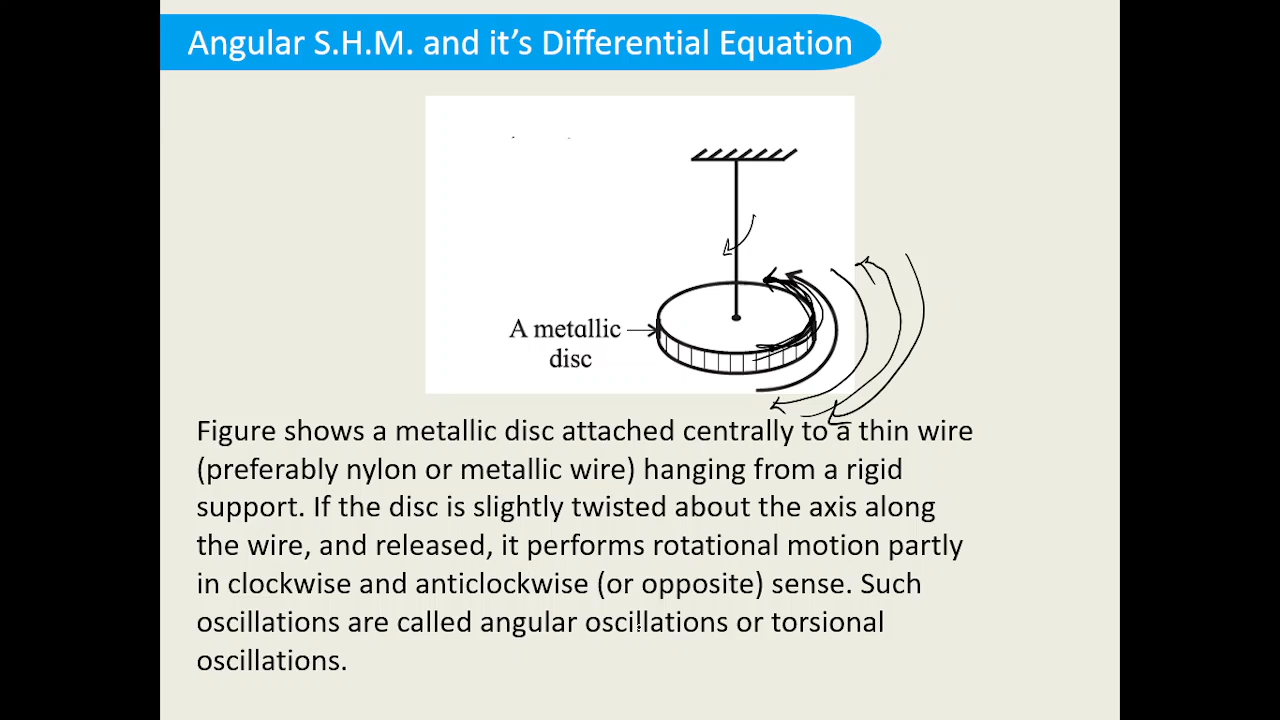 Angular S.H.M. and it's Differential Equation
A metallic
disc
Figure shows a metallic disc attached centrally to a thin wire
(preferably nylon or metallic wire) hanging from a rigid
support. If the disc is slightly twisted about the axis along
the wire, and released, it performs rotational motion partly
in clockwise and anticlockwise (or opposite) sense. Such
oscillations are called angular oscillations or torsional
oscillations.